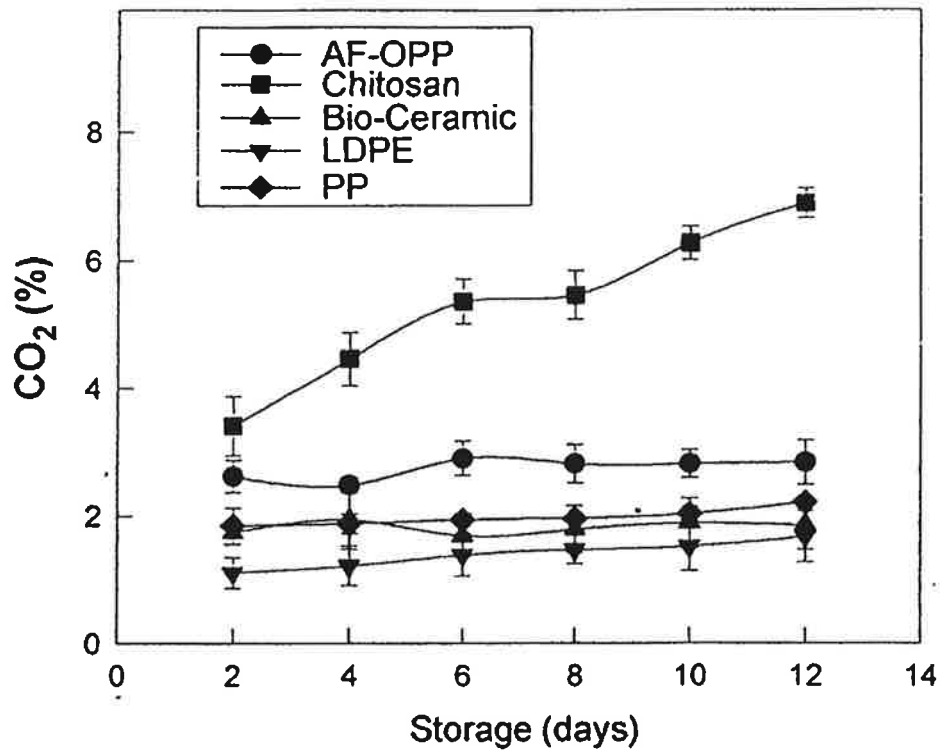 AF-OPP
Chitosan
Bio-Ceramic
LDPE
PP
8
6
4
2
0
CO₂ (%)
0 2 4 6 8 10 12 14
Storage (days)